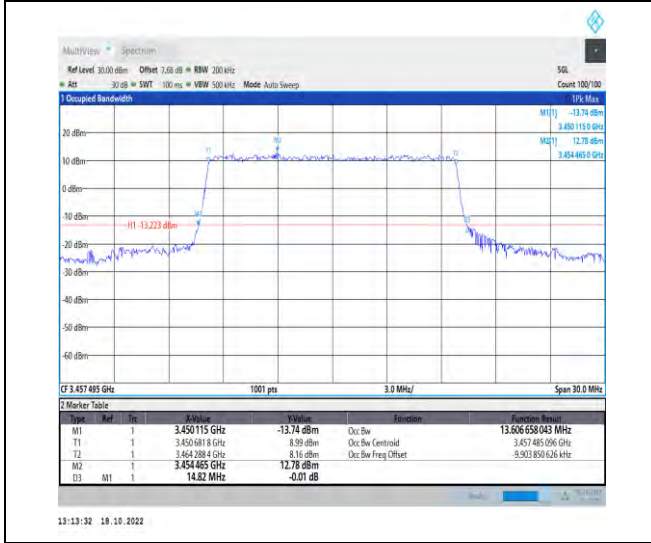 MultiView Spectrum
Ref Level 30.00 dBm Offset 7.68 dB RBW 200 kHz SGL
Att 30 dB SWT 100 ms VBW 500 kHz Mode Auto Sweep Count 100/100
1 Occupied Bandwidth 1Pk Max
M1[1] -13.74 dBm
3.450 115 0 GHz
M2[1] 12.78 dBm
3.454 465 0 GHz
20 dBm
M2
T1
T2
10 dBm
0 dBm
-10 dBm
M1
H1 -13.223 dBm
D3
-20 dBm
-30 dBm
-40 dBm
-50 dBm
-60 dBm
CF 3.457 495 GHz 1001 pts 3.0 MHz/ Span 30.0 MHz
2 Marker Table
Type Ref Trc X-Value Y-Value Function Function Result
M1 1 3.450115 GHz -13.74 dBm Occ Bw 13.606 658 043 MHz
T1 1 3.450 681 8 GHz 8.99 dBm Occ Bw Centroid 3.457 485 096 GHz
T2 1 3.464 288 4 GHz 8.16 dBm Occ Bw Freq Offset -9.903 850 626 kHz
M2 1 3.454 465 GHz 12.78 dBm
D3 M1 1 14.82 MHz -0.01 dB
13:13:32 18.10.2022